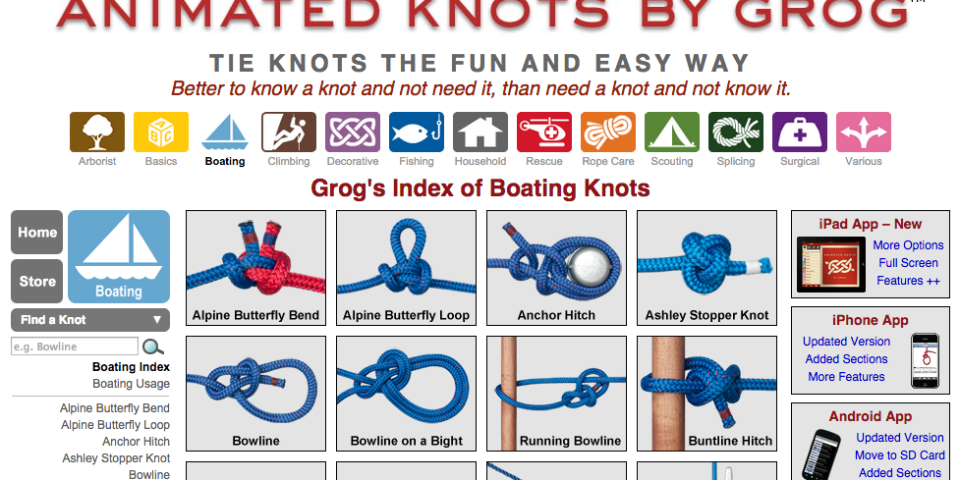 ANIMATED KNOTS BY GROG™
TIE KNOTS THE FUN AND EASY WAY
Better to know a knot and not need it, than need a knot and not know it.
Arborist
Basics
Boating
Climbing
Decorative
Fishing
Household
Rescue
Rope Care
Scouting
Splicing
Surgical
Various
Grog's Index of Boating Knots
Home
Store
Boating
Find a Knot ▼
e.g. Bowline
Boating Index
Boating Usage
Alpine Butterfly Bend
Alpine Butterfly Loop
Anchor Hitch
Ashley Stopper Knot
Bowline
Alpine Butterfly Bend
Alpine Butterfly Loop
Anchor Hitch
Ashley Stopper Knot
Bowline
Bowline on a Bight
Running Bowline
Buntline Hitch
iPad App – New
More Options
Full Screen
Features ++
iPhone App
Updated Version
Added Sections
More Features
Android App
Updated Version
Move to SD Card
Added Sections